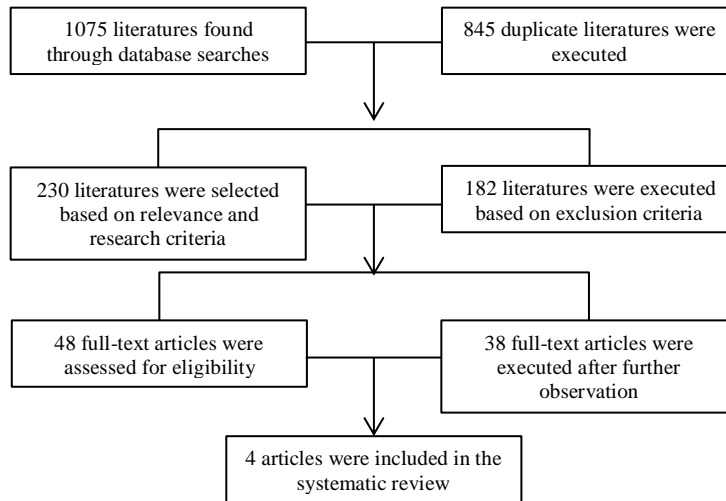 1075 literatures found
through database searches
845 duplicate literatures were
executed
230 literatures were selected
based on relevance and
research criteria
182 literatures were executed
based on exclusion criteria
48 full-text articles were
assessed for eligibility
38 full-text articles were
executed after further
observation
4 articles were included in the
systematic review